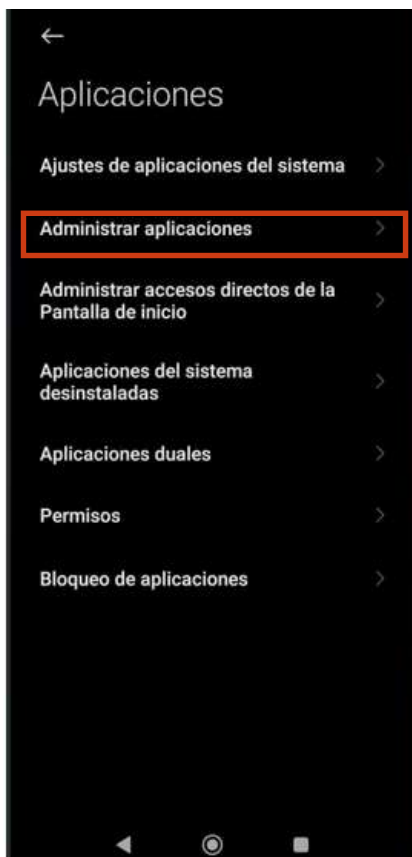 Aplicaciones
Ajustes de aplicaciones del sistema
Administrar aplicaciones
Administrar accesos directos de la
Pantalla de inicio
Aplicaciones del sistema
desinstaladas
Aplicaciones duales
Permisos
Bloqueo de aplicaciones